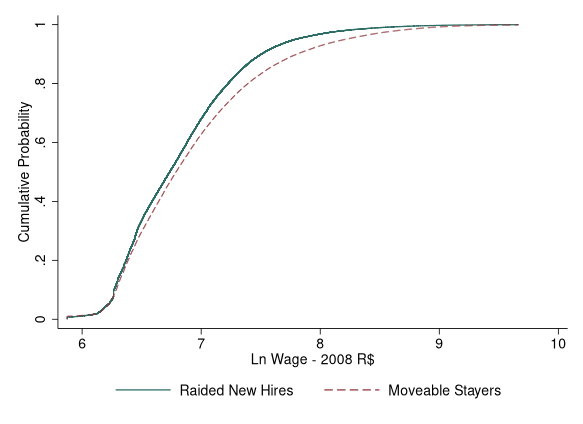 Cumulative Probability
1
.8
.6
.4
.2
0
6 7 8 9 10
Ln Wage - 2008 R$
Raided New Hires Moveable Stayers